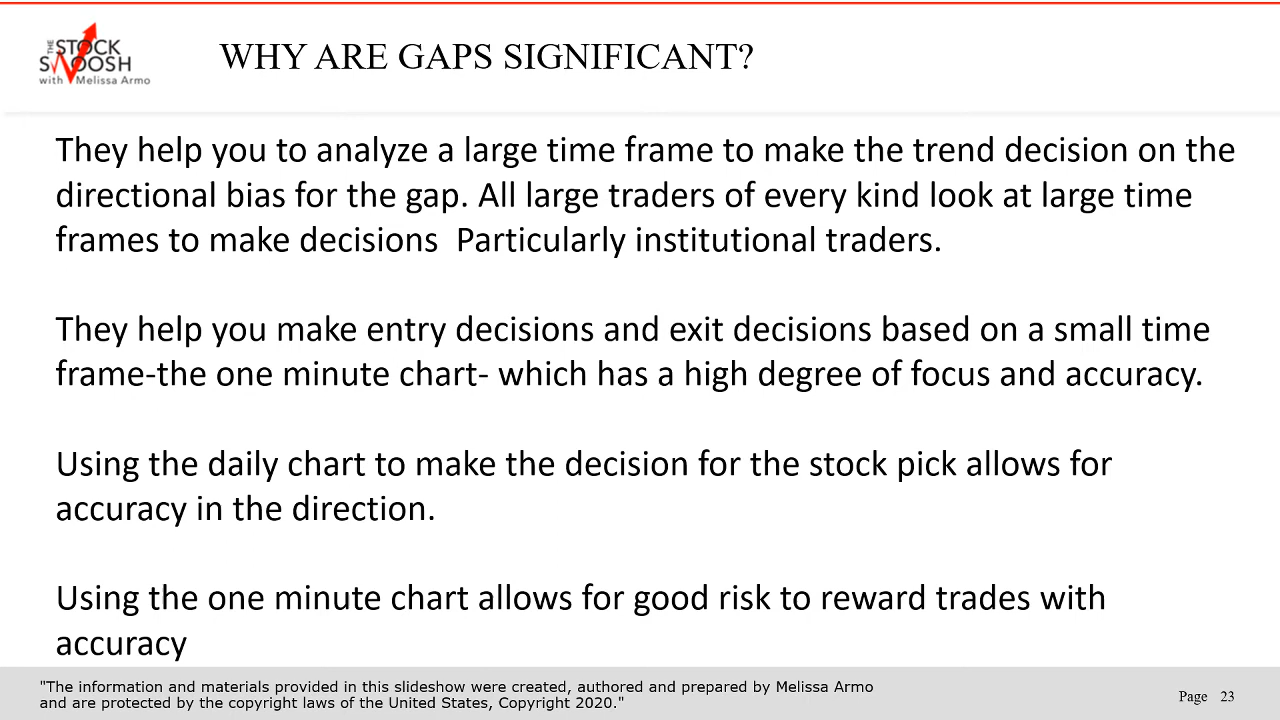 THE
STOCK
SWOOSH
with Melissa Armo
WHY ARE GAPS SIGNIFICANT?
They help you to analyze a large time frame to make the trend decision on the
directional bias for the gap. All large traders of every kind look at large time
frames to make decisions  Particularly institutional traders.
They help you make entry decisions and exit decisions based on a small time
frame-the one minute chart- which has a high degree of focus and accuracy.
Using the daily chart to make the decision for the stock pick allows for
accuracy in the direction.
Using the one minute chart allows for good risk to reward trades with
accuracy
"The information and materials provided in this slideshow were created, authored and prepared by Melissa Armo
and are protected by the copyright laws of the United States, Copyright 2020."
Page 23